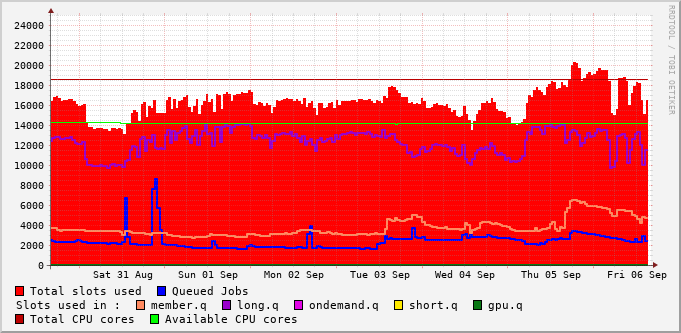 RRDTOOL / TOBI OETIKER
24000
22000
20000
18000
16000
14000
12000
10000
8000
6000
4000
2000
0
Sat 31 Aug Sun 01 Sep Mon 02 Sep Tue 03 Sep Wed 04 Sep Thu 05 Sep Fri 06 Sep
Total slots used Queued Jobs
Slots used in : member.q long.q ondemand.q short.q gpu.q
Total CPU cores Available CPU cores